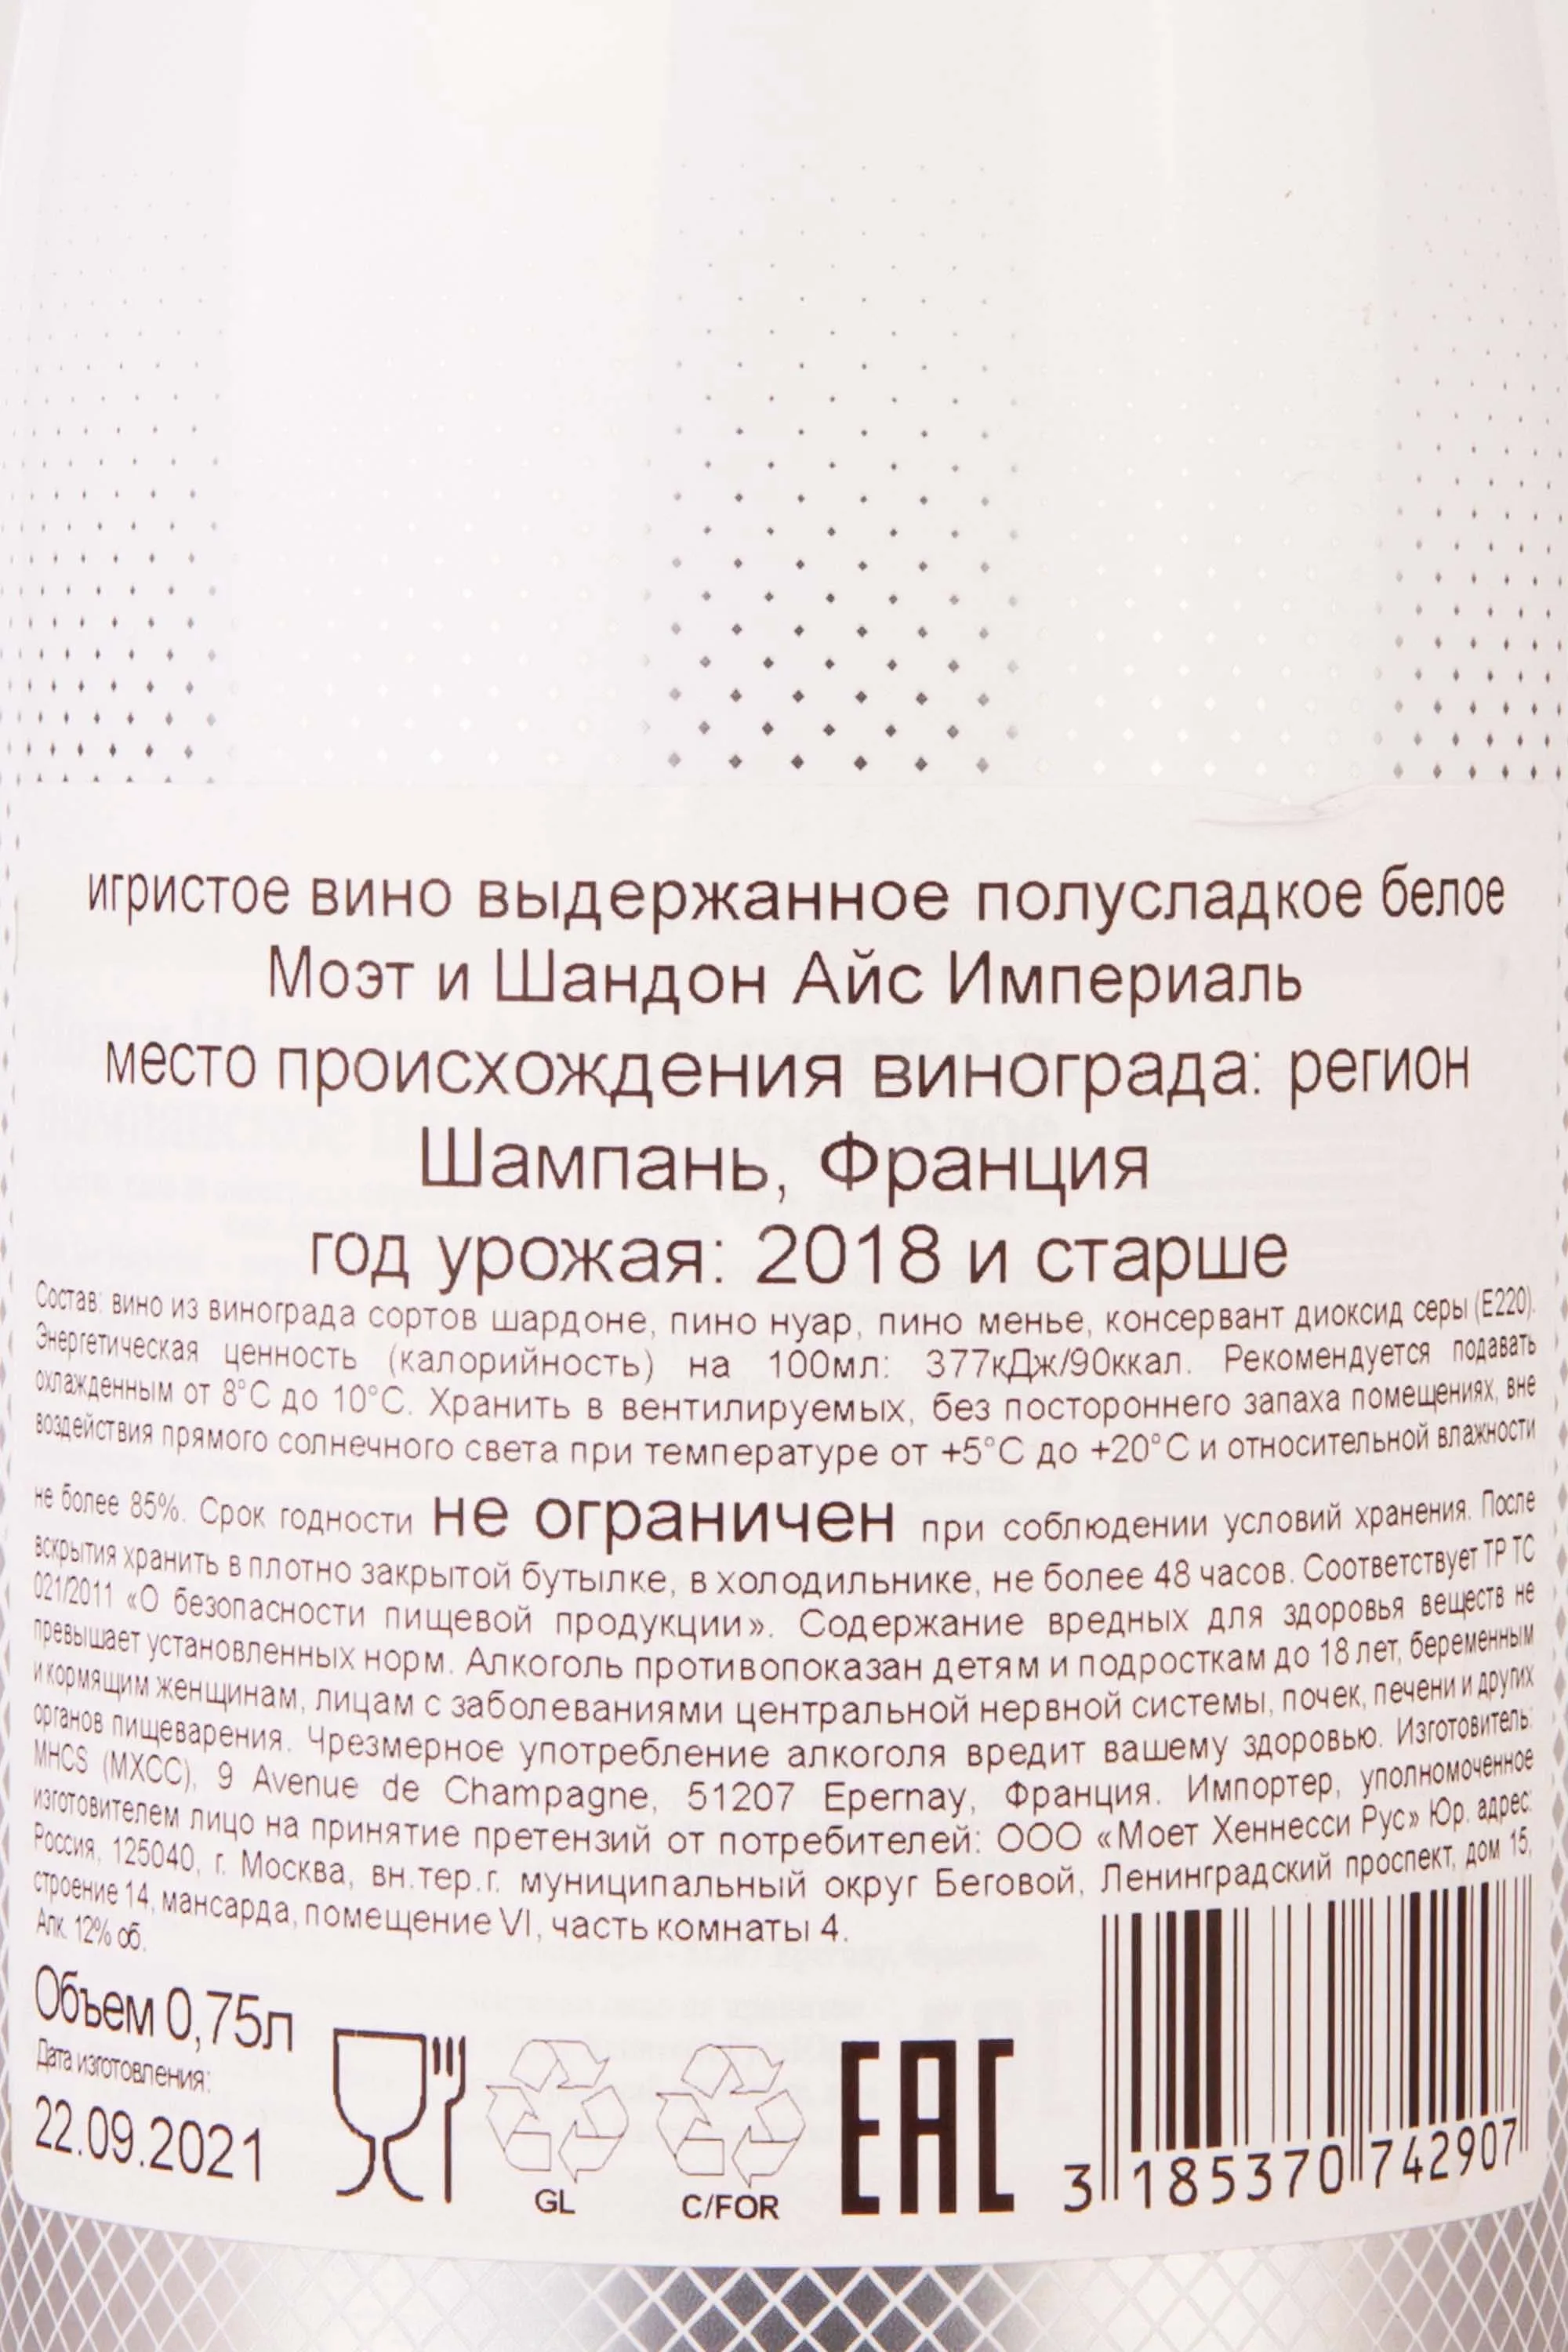 игристое вино выдержанное полусладкое белое
Моэт и Шандон Айс Империаль
место происхождения винограда: регион
Шампань, Франция
год урожая: 2018 и старше
Состав: вино из винограда сортов шардоне, пино нуар, пино менье, консервант диоксид серы (Е220).
Энергетическая ценность (калорийность) на 100мл: 377кДж/90ккал. Рекомендуется подавать
охлажденным от 8°С до 10°С. Хранить в вентилируемых, без постороннего запаха помещениях, вне
воздействия прямого солнечного света при температуре от +5°С до +20°С и относительной влажности
не более 85%. Срок годности не ограничен при соблюдении условий хранения. После
вскрытия хранить в плотно закрытой бутылке, в холодильнике, не более 48 часов. Соответствует ТР ТС
021/2011 «О безопасности пищевой продукции». Содержание вредных для здоровья веществ не
превышает установленных норм. Алкоголь противопоказан детям и подросткам до 18 лет, беременным
и кормящим женщинам, лицам с заболеваниями центральной нервной системы, почек, печени и других
органов пищеварения. Чрезмерное употребление алкоголя вредит вашему здоровью. Изготовитель:
MHCS (МХСС), 9 Avenue de Champagne, 51207 Epernay, Франция. Импортер, уполномоченное
изготовителем лицо на принятие претензий от потребителей: ООО «Моет Хеннесси Рус» Юр. адрес:
Россия, 125040, г. Москва, вн.тер.г. муниципальный округ Беговой, Ленинградский проспект, дом 15,
строение 14, мансарда, помещение VI, часть комнаты 4.
Алк. 12% об.
Объем 0,75л
Дата изготовления:
22.09.2021
GL
C/FOR
EAC
3 185370 742907